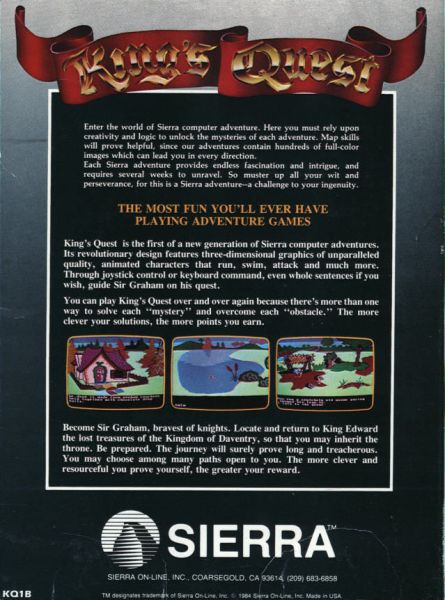 King's Quest
Enter the world of Sierra computer adventure. Here you must rely upon
creativity and logic to unlock the mysteries of each adventure. Map skills
will prove helpful, since our adventures contain hundreds of full-color
images which can lead you in every direction.
Each Sierra adventure provides endless fascination and intrigue, and
requires several weeks to unravel. So muster up all your wit and
perseverance, for this is a Sierra adventure--a challenge to your ingenuity.
THE MOST FUN YOU'LL EVER HAVE
PLAYING ADVENTURE GAMES
King's Quest is the first of a new generation of Sierra computer adventures.
Its revolutionary design features three-dimensional graphics of unparalleled
quality, animated characters that run, swim, attack and much more.
Through joystick control or keyboard command, even whole sentences if you
wish, guide Sir Graham on his quest.
You can play King's Quest over and over again because there's more than one
way to solve each "mystery" and overcome each "obstacle." The more
clever your solutions, the more points you earn.
Become Sir Graham, bravest of knights. Locate and return to King Edward
the lost treasures of the Kingdom of Daventry, so that you may inherit the
throne. Be prepared. The journey will surely prove long and treacherous.
You may choose among many paths open to you. The more clever and
resourceful you prove yourself, the greater your reward.
SIERRA TM
SIERRA ON-LINE, INC., COARSEGOLD, CA 93614, (209) 683-6858
TM designates trademark of Sierra On-Line, Inc. © 1984 Sierra On-Line, Inc. Made in USA.
KQ1B